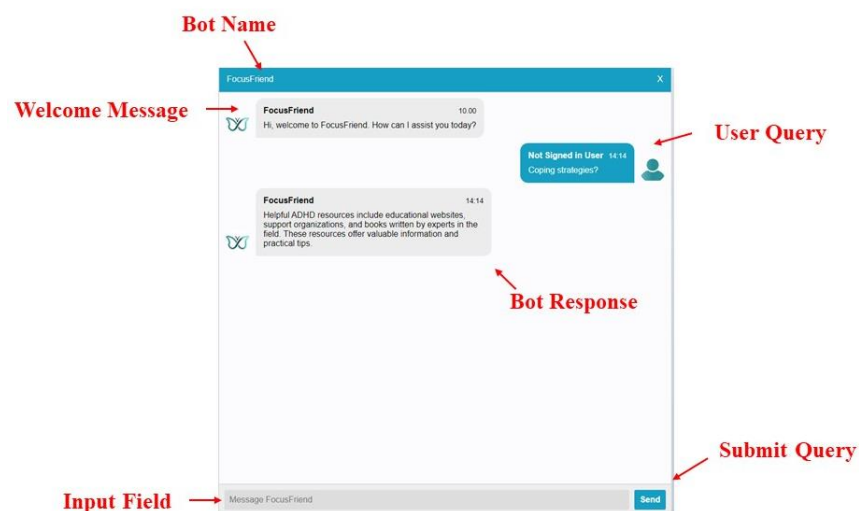 Bot Name
FocusFriend X
Welcome Message
FocusFriend 10.00
Hi, welcome to FocusFriend. How can I assist you today?
User Query
Not Signed in User 14:14
Coping strategies?
FocusFriend 14:14
Helpful ADHD resources include educational websites,
support organizations, and books written by experts in the
field. These resources offer valuable information and
practical tips.
Bot Response
Submit Query
Input Field
Message FocusFriend
Send